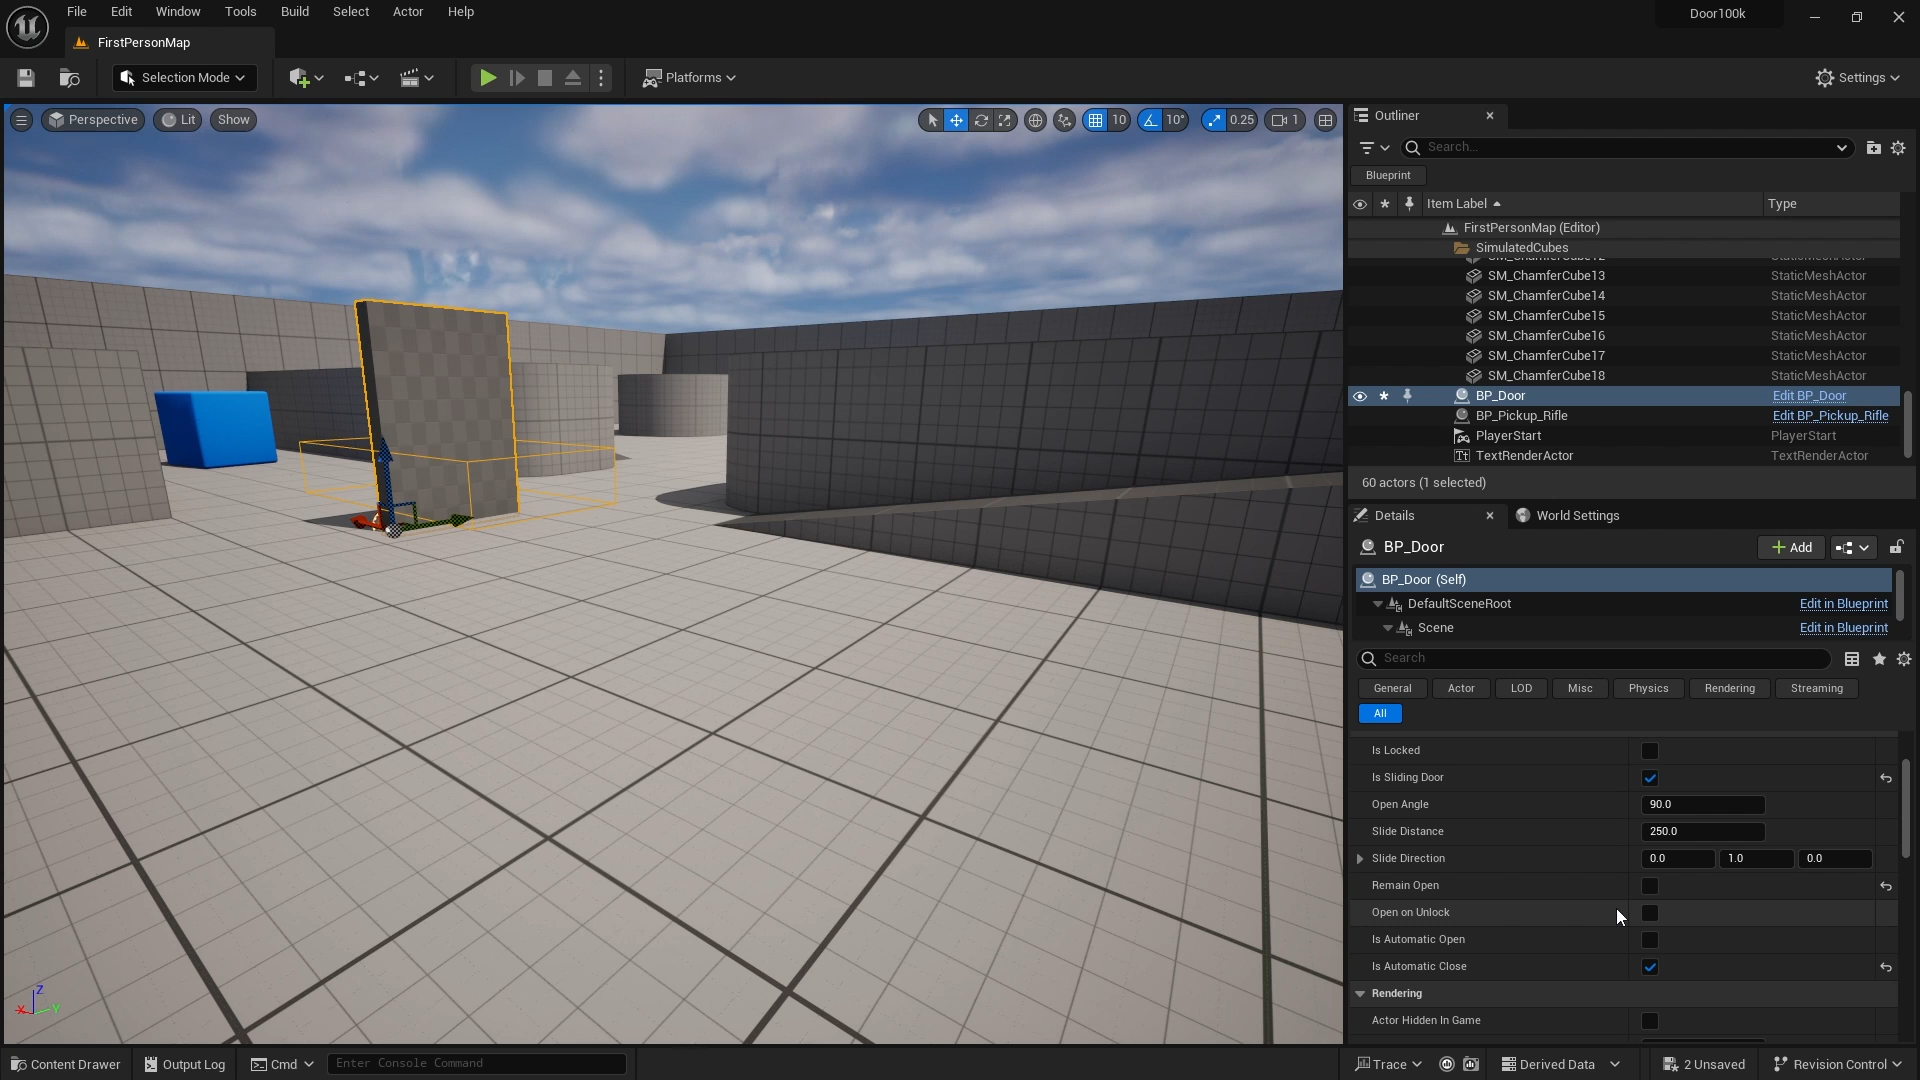 File Edit Window Tools Build Select Actor Help
Door100k
FirstPersonMap
Selection Mode
Platforms
Settings
Perspective Lit Show
10 10° 0.25 1
Outliner
Search...
Blueprint
Item Label Type
FirstPersonMap (Editor)
SimulatedCubes
SM_ChamferCube12 StaticMeshActor
SM_ChamferCube13 StaticMeshActor
SM_ChamferCube14 StaticMeshActor
SM_ChamferCube15 StaticMeshActor
SM_ChamferCube16 StaticMeshActor
SM_ChamferCube17 StaticMeshActor
SM_ChamferCube18 StaticMeshActor
BP_Door Edit BP_Door
BP_Pickup_Rifle Edit BP_Pickup_Rifle
PlayerStart PlayerStart
Tt TextRenderActor TextRenderActor
60 actors (1 selected)
Details World Settings
BP_Door Add
BP_Door (Self)
DefaultSceneRoot Edit in Blueprint
Scene Edit in Blueprint
Search
General Actor LOD Misc Physics Rendering Streaming
All
Is Locked
Is Sliding Door
Open Angle 90.0
Slide Distance 250.0
Slide Direction 0.0 1.0 0.0
Remain Open
Open on Unlock
Is Automatic Open
Is Automatic Close
Rendering
Actor Hidden In Game
Z
X Y
Content Drawer Output Log Cmd Enter Console Command
Trace Derived Data 2 Unsaved Revision Control